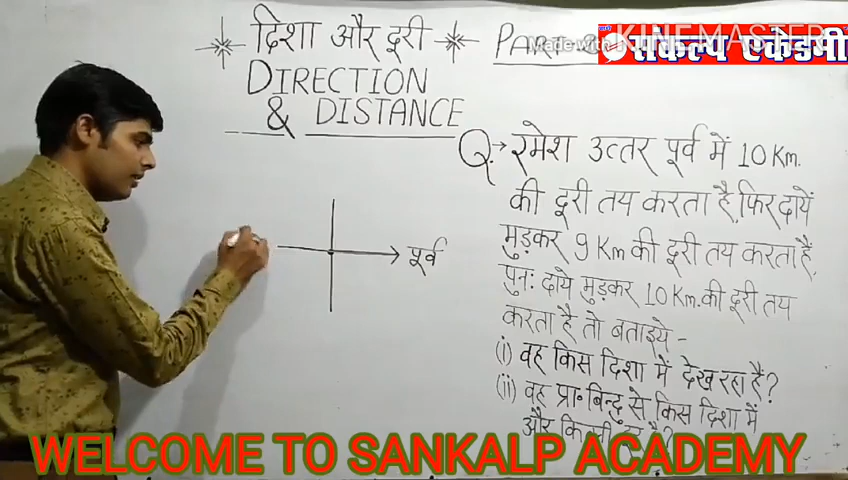 दिशा और दूरी
DIRECTION
& DISTANCE
PART
Made with KINEMASTER
संकल्प एकेडमी
Q.→ रमेश उत्तर पूर्व में 10 Km.
की दूरी तय करता है, फिर दायें
मुड़कर 9 Km की दूरी तय करता हैं,
पुनः दाये मुड़कर 10 Km. की दूरी तय
करता है तो बताइये -
(i) वह किस दिशा में देख रहा हैं?
(ii) वह प्रा॰ बिन्दु से किस दिशा में
और है?
पूर्व
WELCOME TO SANKALP ACADEMY